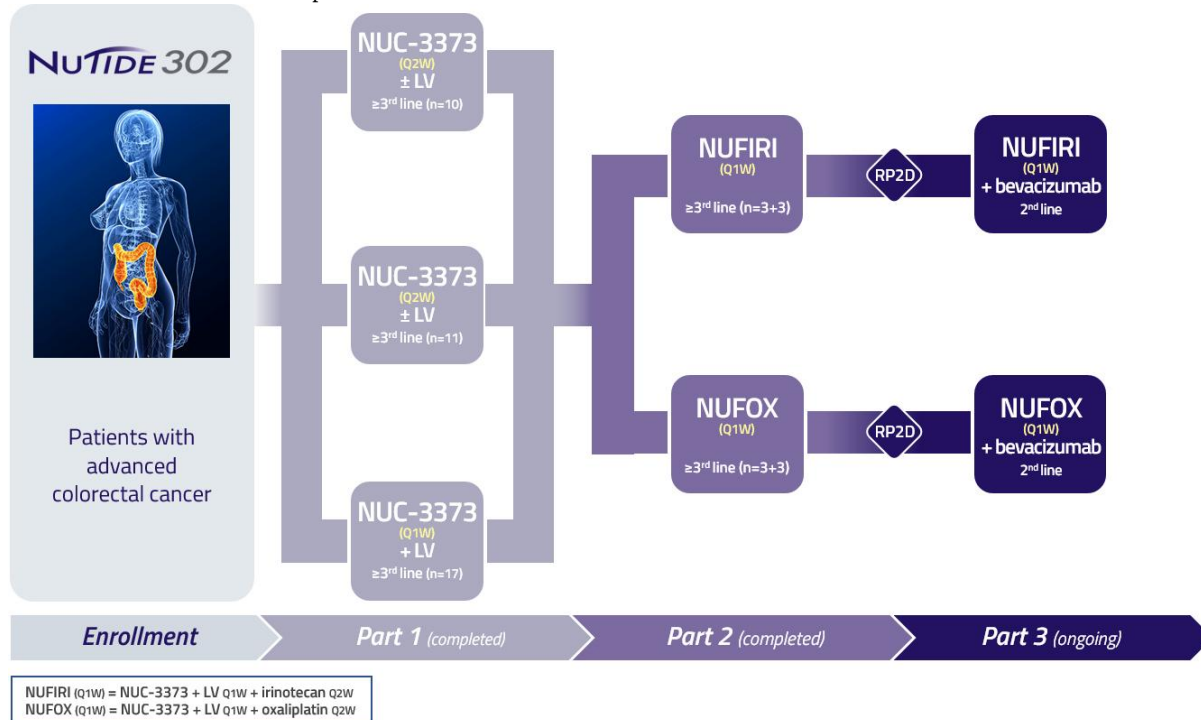 NUTIDE 302
Patients with
advanced
colorectal cancer
NUC-3373
(Q2W)
± LV
≥3rd line (n=10)
NUC-3373
(Q2W)
± LV
≥3rd line (n=11)
NUC-3373
(Q1W)
+ LV
≥3rd line (n=17)
NUFIRI
(Q1W)
≥3rd line (n=3+3)
RP2D
NUFIRI
(Q1W)
+ bevacizumab
2nd line
NUFOX
(Q1W)
≥3rd line (n=3+3)
RP2D
NUFOX
(Q1W)
+ bevacizumab
2nd line
Enrollment
Part 1 (completed)
Part 2 (completed)
Part 3 (ongoing)
NUFIRI (Q1W) = NUC-3373 + LV Q1W + irinotecan Q2W
NUFOX (Q1W) = NUC-3373 + LV Q1W + oxaliplatin Q2W